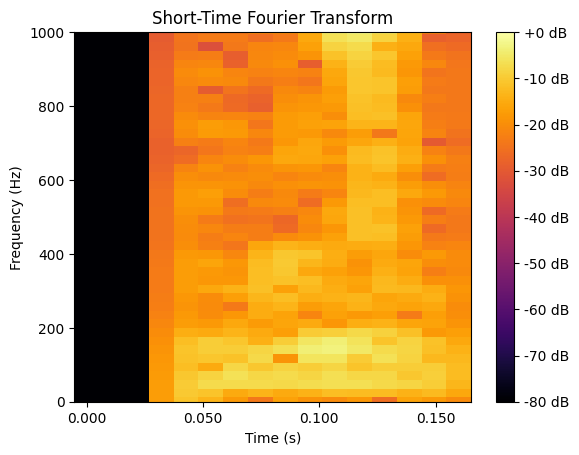 Short-Time Fourier Transform
Frequency (Hz)
1000
800
600
400
200
0
0.000
0.050
0.100
0.150
Time (s)
+0 dB
-10 dB
-20 dB
-30 dB
-40 dB
-50 dB
-60 dB
-70 dB
-80 dB